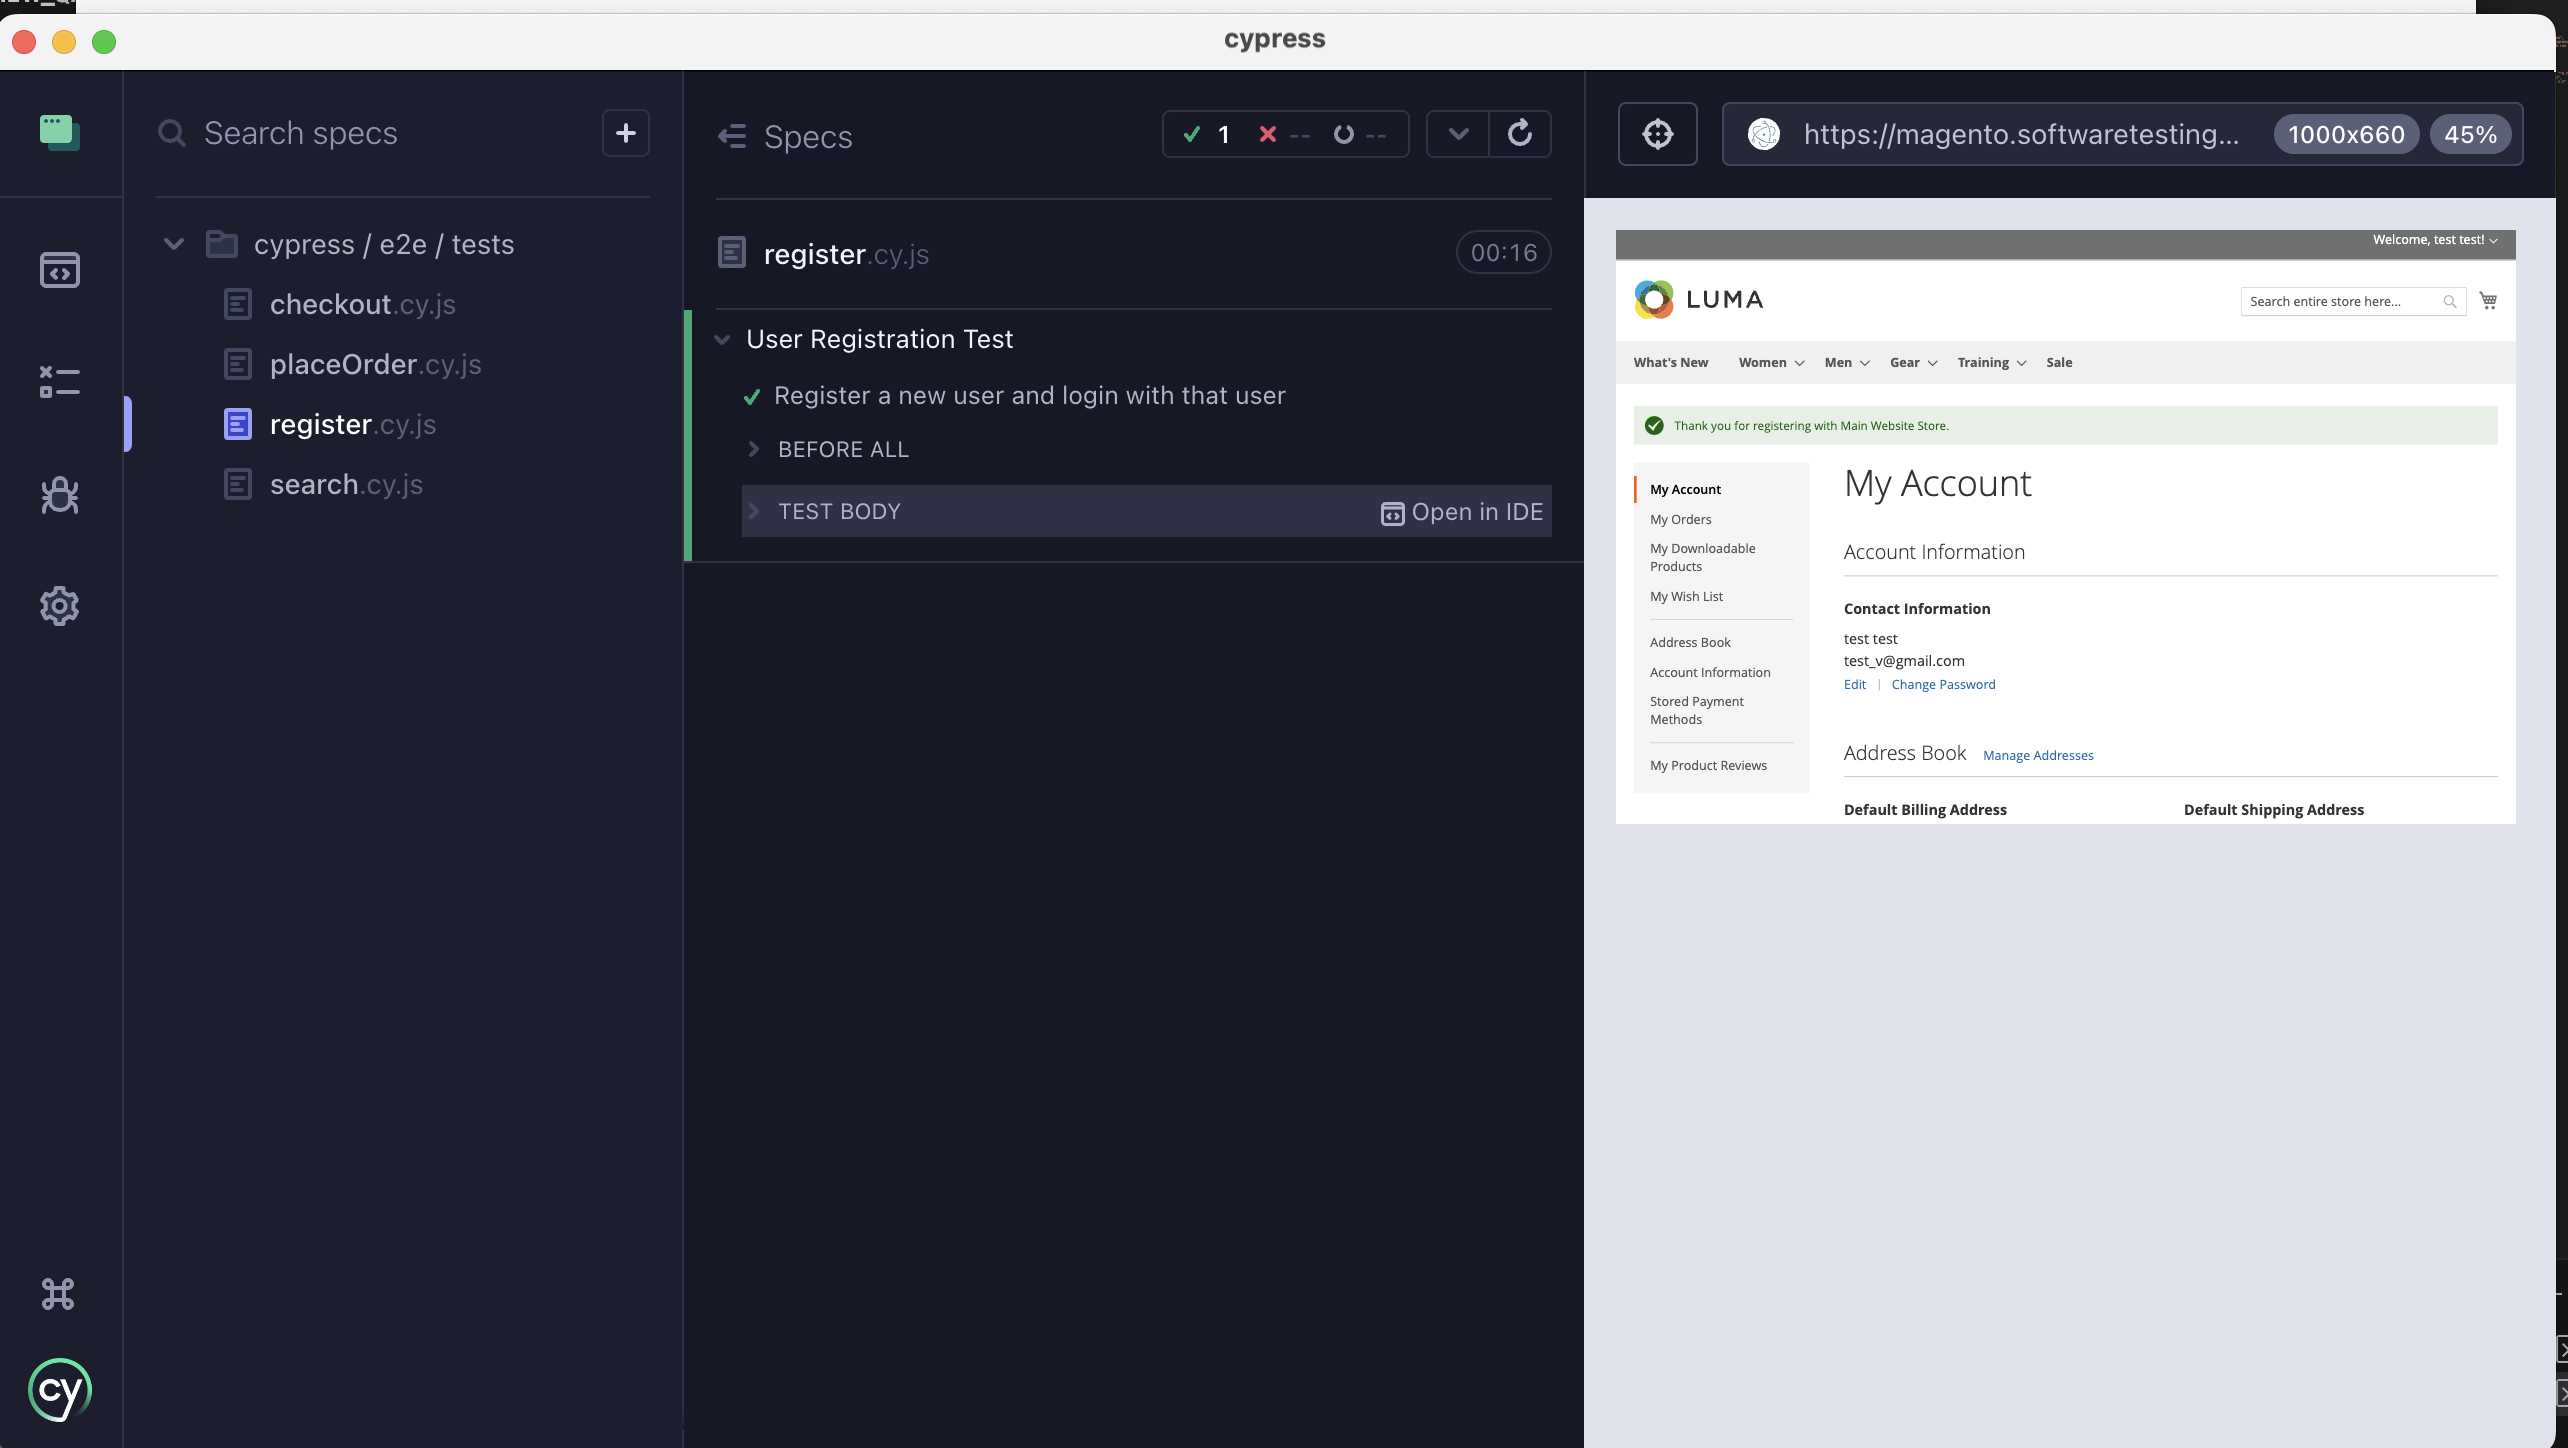 cypress
Search specs
cypress / e2e / tests
checkout.cy.js
placeOrder.cy.js
register.cy.js
search.cy.js
cy
Specs
1 -- --
register.cy.js
00:16
User Registration Test
Register a new user and login with that user
BEFORE ALL
TEST BODY
Open in IDE
https://magento.softwaretesting...
1000x660
45%
Welcome, test test!
LUMA
Search entire store here...
What's New Women Men Gear Training Sale
Thank you for registering with Main Website Store.
My Account
My Orders
My Downloadable
Products
My Wish List
Address Book
Account Information
Stored Payment
Methods
My Product Reviews
My Account
Account Information
Contact Information
test test
test_v@gmail.com
Edit | Change Password
Address Book Manage Addresses
Default Billing Address
Default Shipping Address